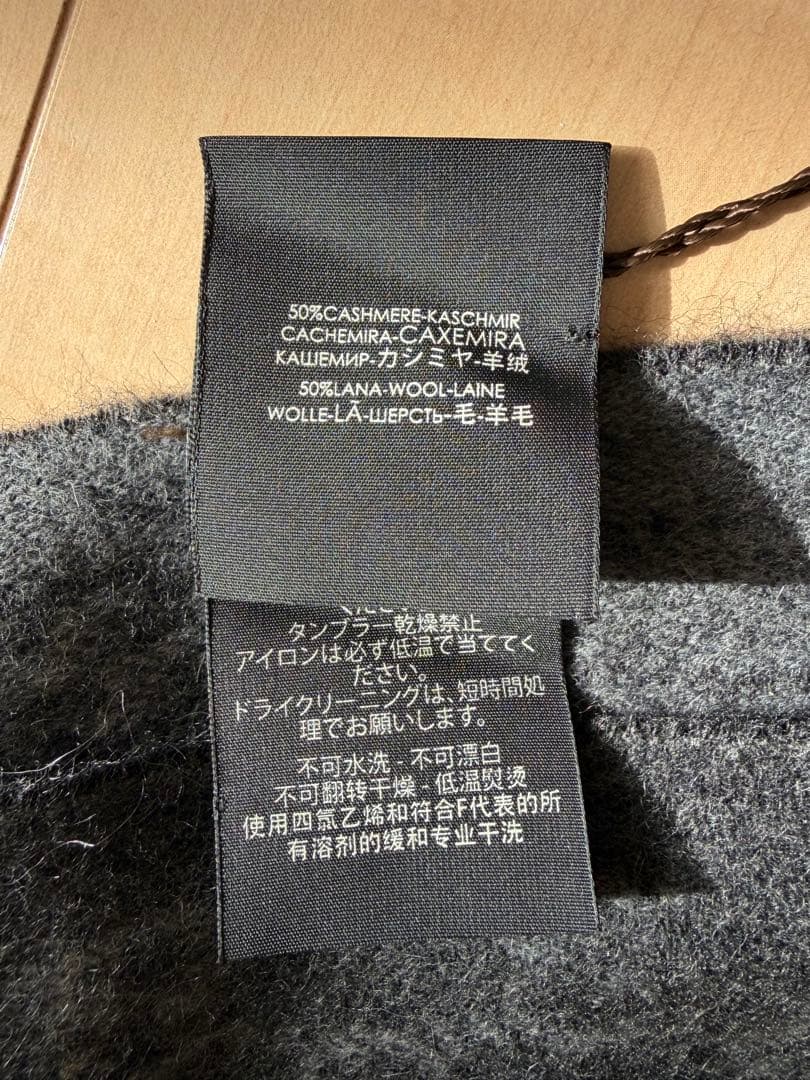 50%CASHMERE-KASCHMIR
CACHEMIRA-CAXEMIRA
КАШЕМИР-カシミヤ-羊绒
50%LANA-WOOL-LAINE
WOLLE-LÃ-ШЕРСТЬ-毛-羊毛
タンブラー乾燥禁止
アイロンは必ず低温で当ててく
ださい。
ドライクリーニングは、短時間処
理でお願いします。
不可水洗 - 不可漂白
不可翻转干燥 - 低温熨烫
使用四氯乙烯和符合F代表的所
有溶剂的缓和专业干洗